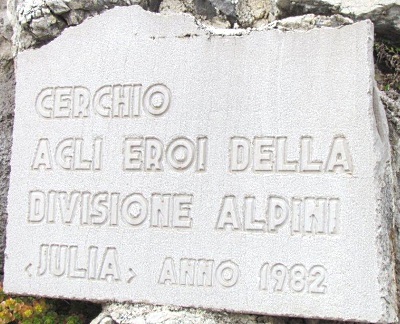 CERCHIO
AGLI EROI DELLA
DIVISIONE ALPINI
‹JULIA› ANNO 1982